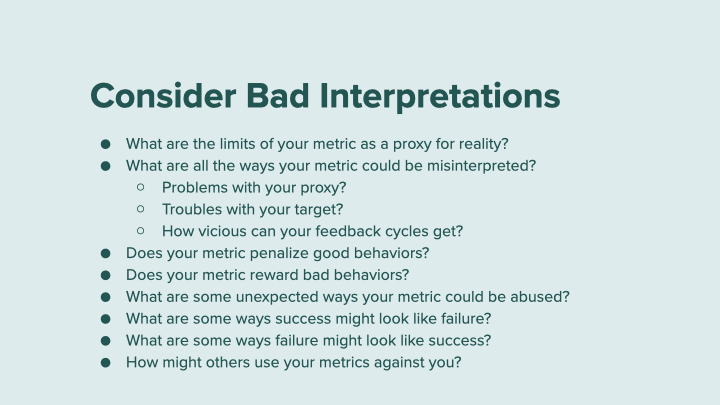 Consider Bad Interpretations
● What are the limits of your metric as a proxy for reality?
● What are all the ways your metric could be misinterpreted?
○ Problems with your proxy?
○ Troubles with your target?
○ How vicious can your feedback cycles get?
● Does your metric penalize good behaviors?
● Does your metric reward bad behaviors?
● What are some unexpected ways your metric could be abused?
● What are some ways success might look like failure?
● What are some ways failure might look like success?
● How might others use your metrics against you?